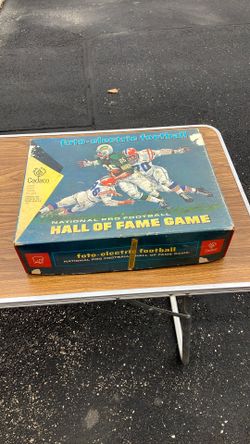 foto-electric football
Cadaco
NATIONAL PRO FOOTBALL
HALL OF FAME GAME
foto-electric football
NATIONAL PRO FOOTBALL HALL OF FAME GAME
Cadaco